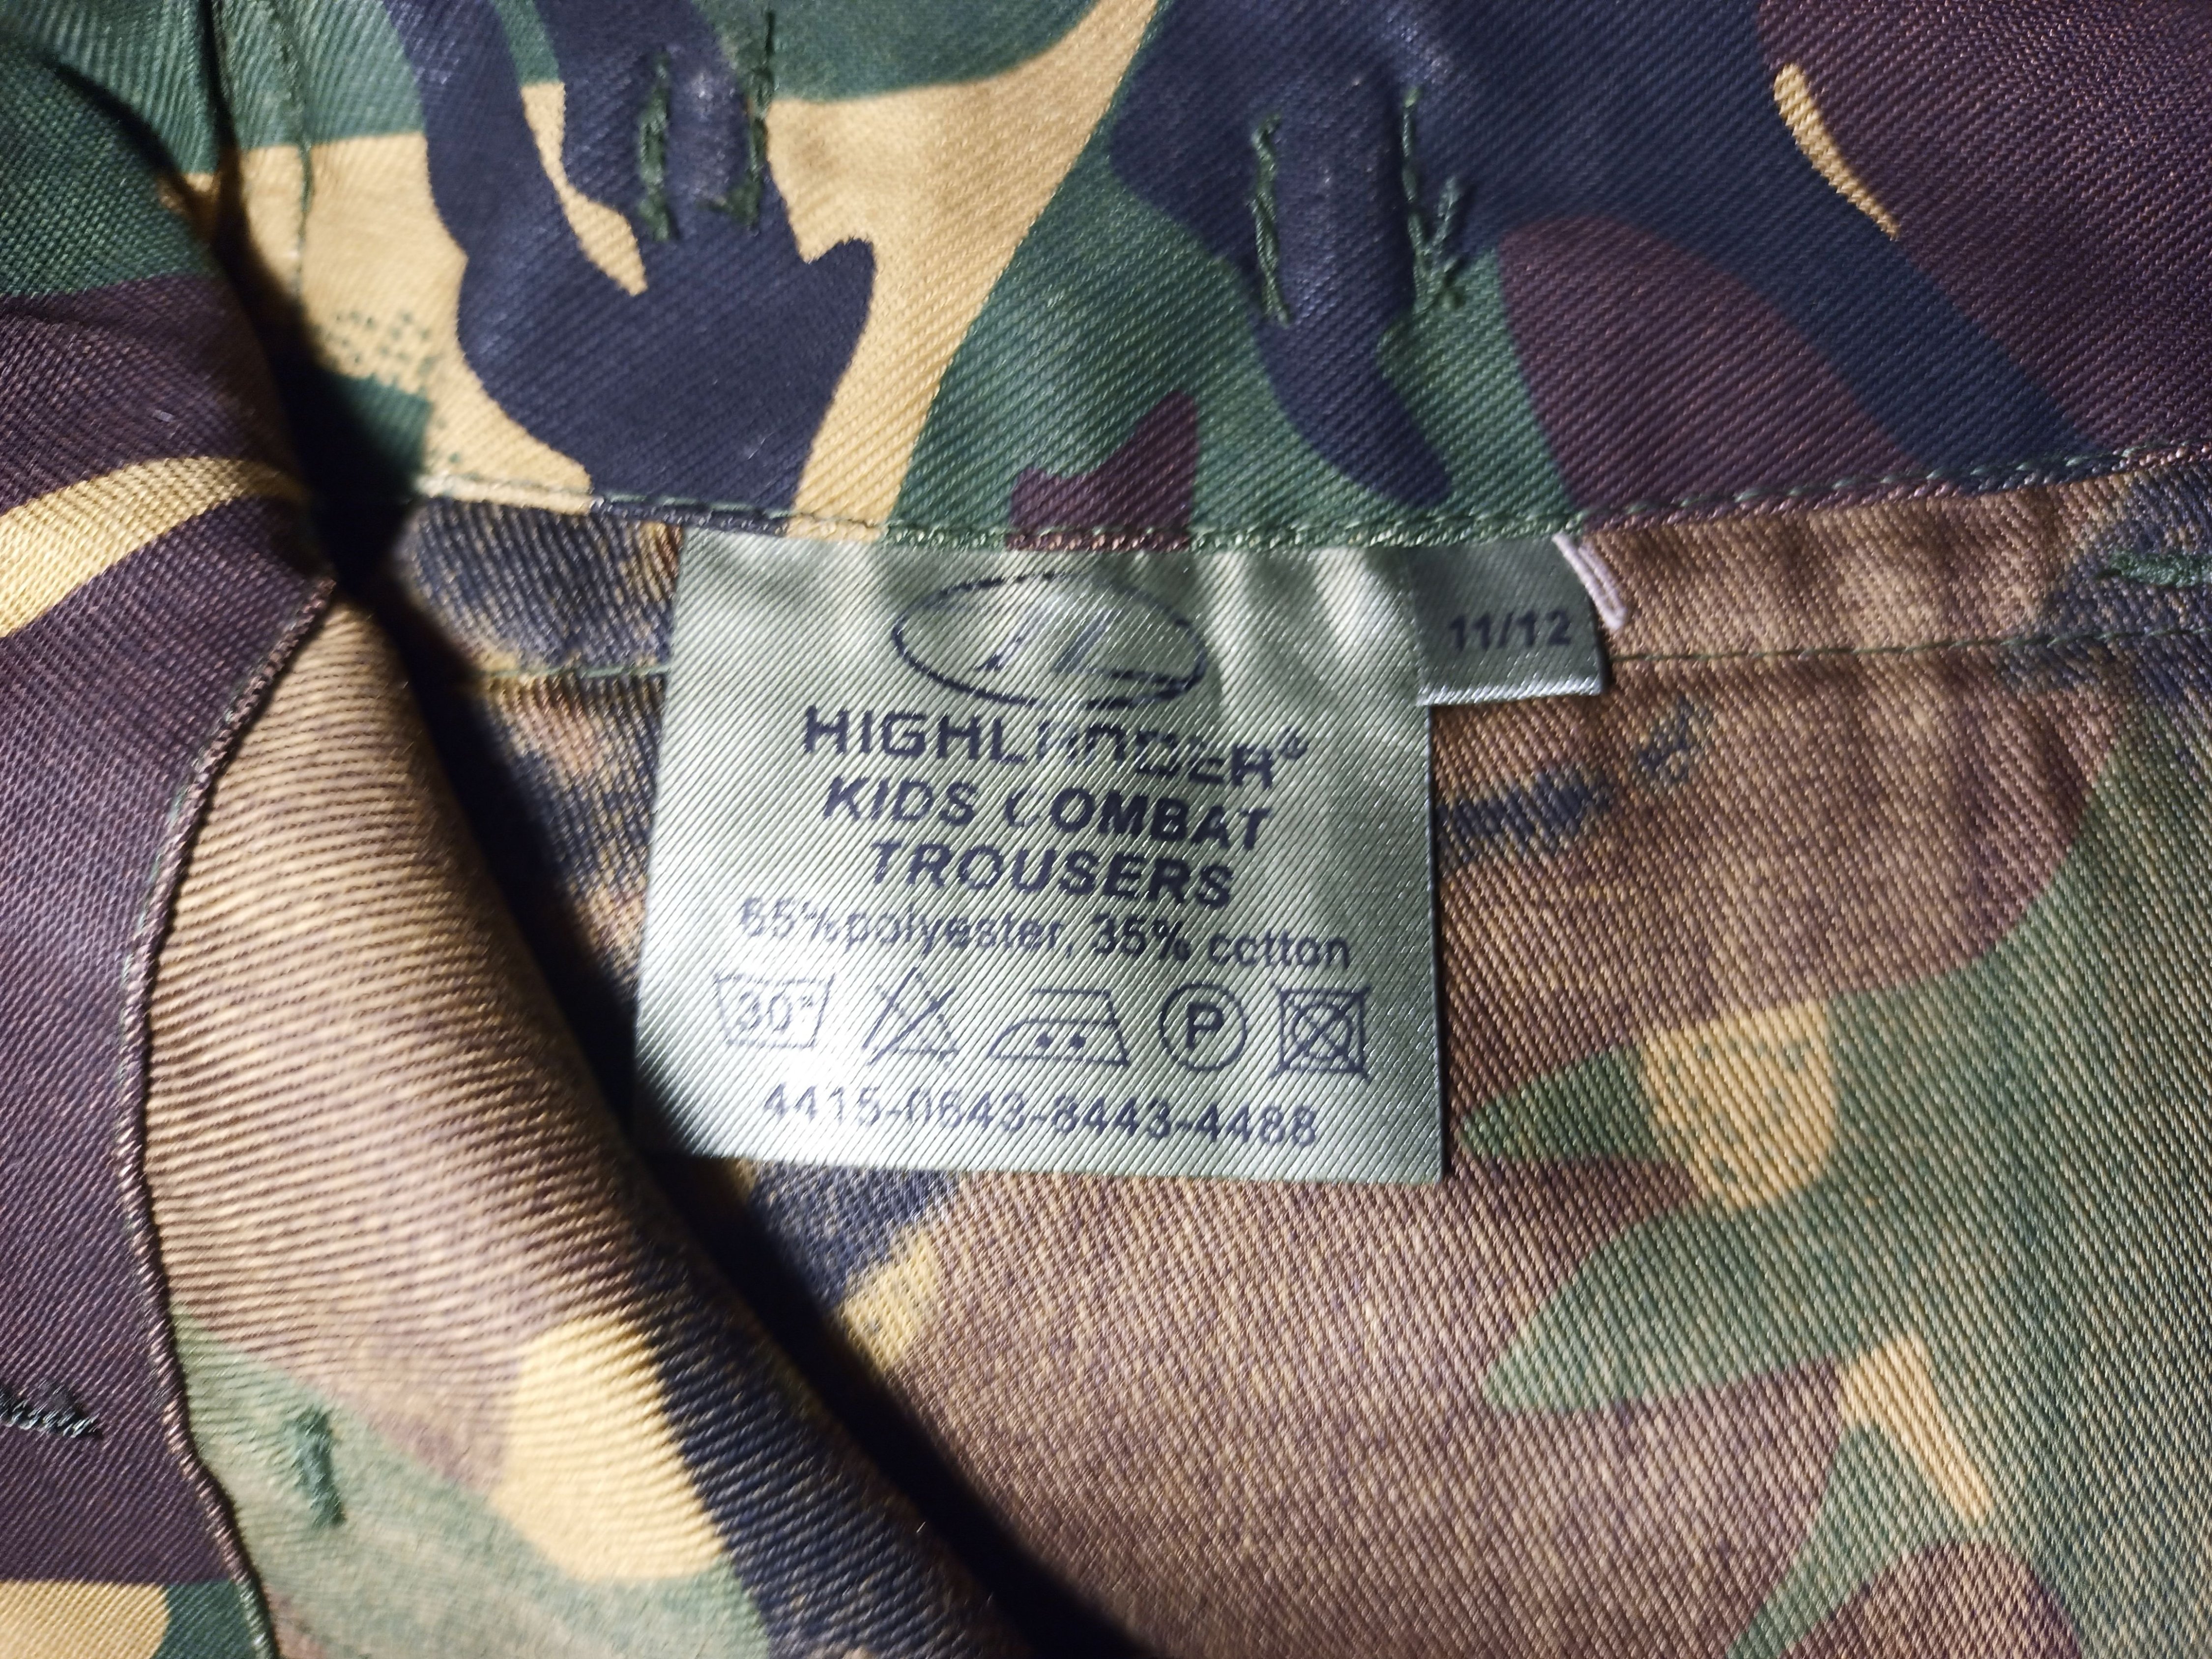 11/12
HIGHLANDER®
KIDS COMBAT
TROUSERS
65%polyester, 35% cotton
30° P
4415-0643-8443-4488